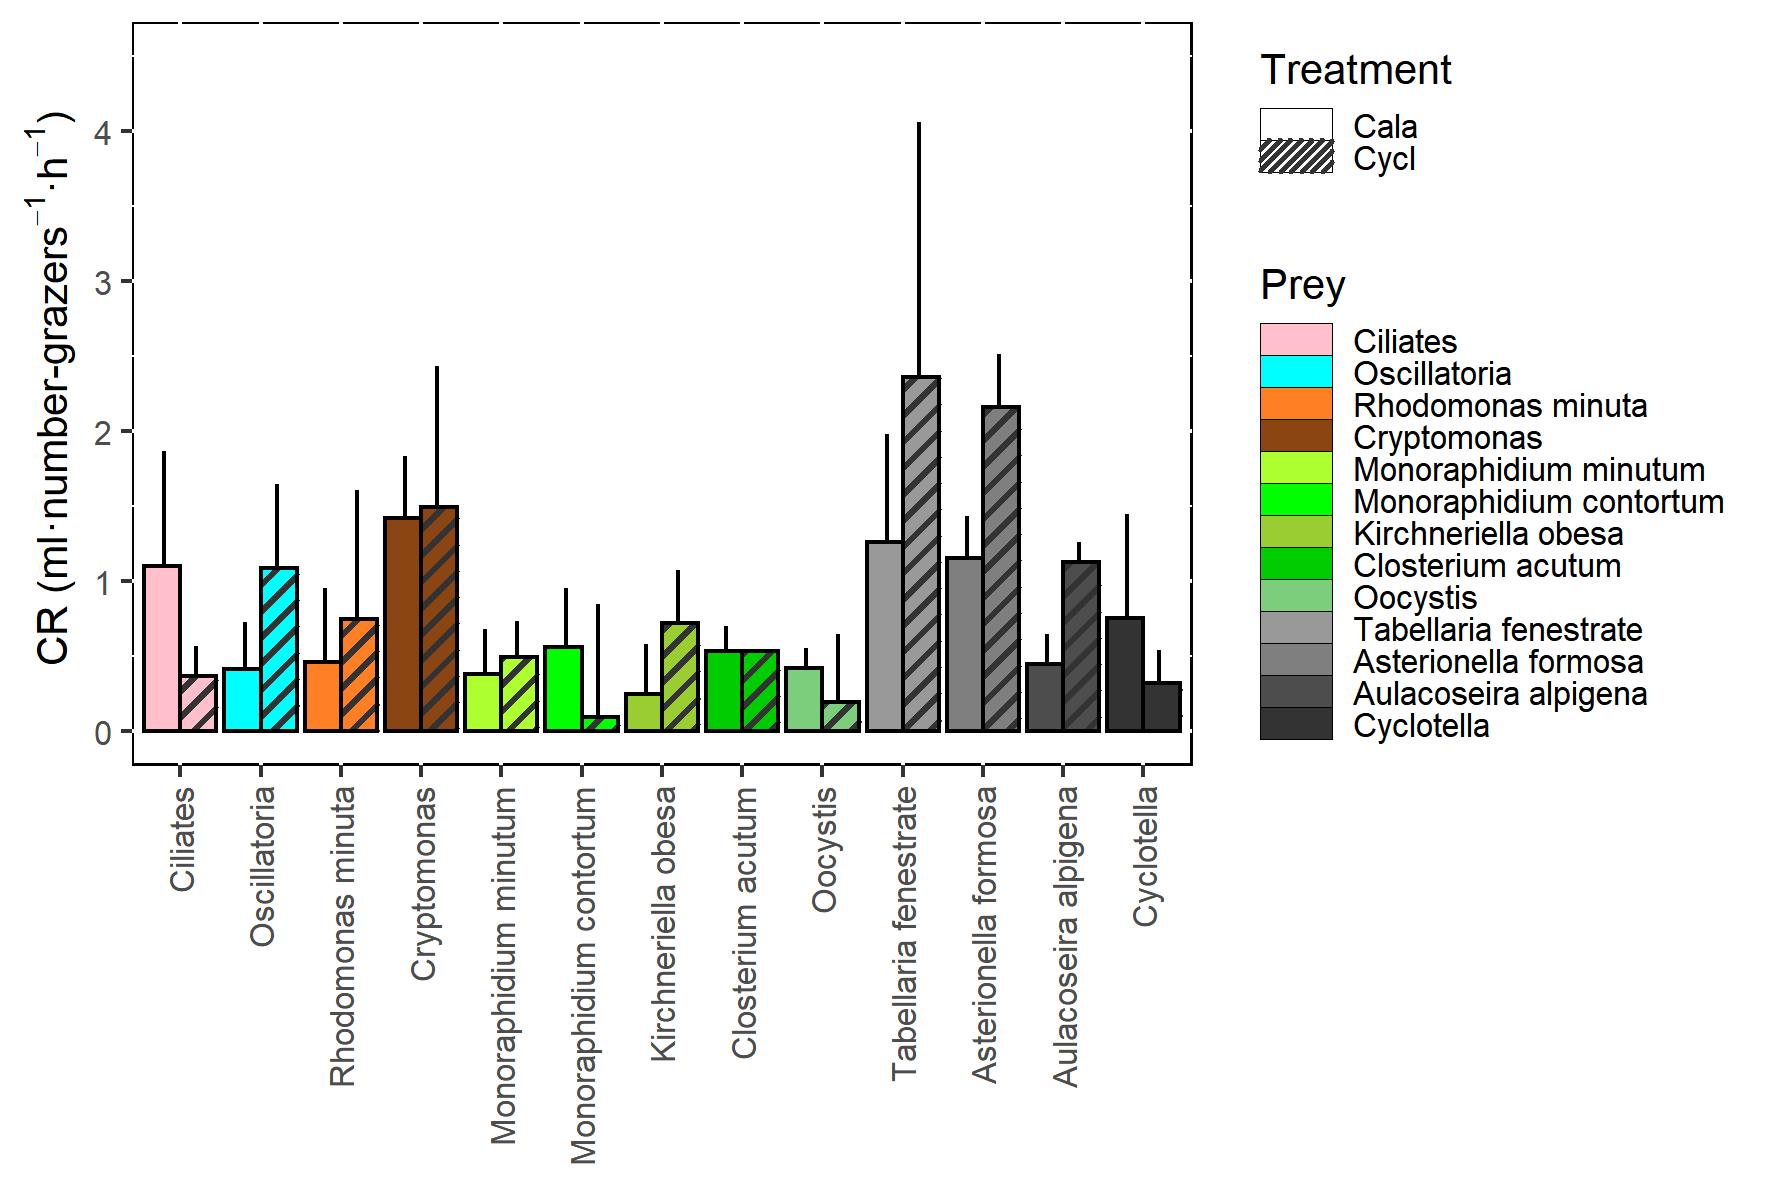 CR (ml·number-grazers⁻¹·h⁻¹)
4
3
2
1
0
Ciliates
Oscillatoria
Rhodomonas minuta
Cryptomonas
Monoraphidium minutum
Monoraphidium contortum
Kirchneriella obesa
Closterium acutum
Oocystis
Tabellaria fenestrate
Asterionella formosa
Aulacoseira alpigena
Cyclotella
Treatment
Cala
Cycl
Prey
Ciliates
Oscillatoria
Rhodomonas minuta
Cryptomonas
Monoraphidium minutum
Monoraphidium contortum
Kirchneriella obesa
Closterium acutum
Oocystis
Tabellaria fenestrate
Asterionella formosa
Aulacoseira alpigena
Cyclotella